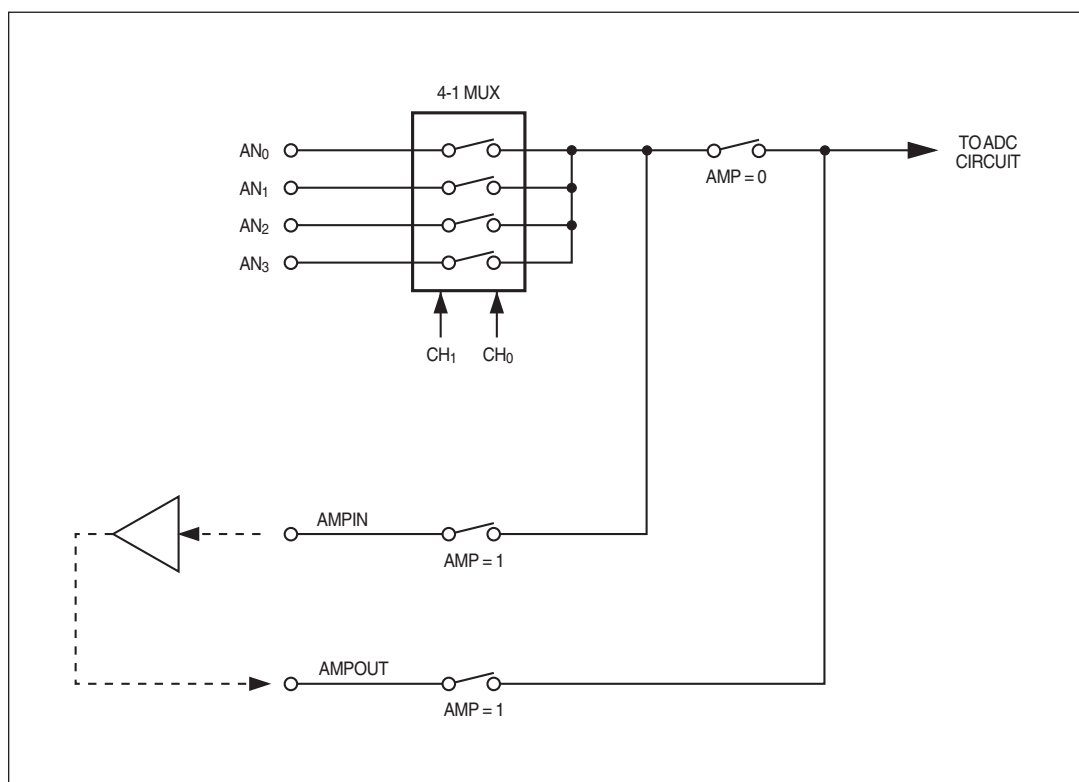 4-1 MUX
AN0
AN1
AN2
AN3
CH1 CH0
AMP = 0
TO ADC
CIRCUIT
AMPIN
AMP = 1
AMPOUT
AMP = 1